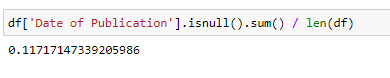 df['Date of Publication'].isnull().sum() / len(df)
0.11717147339205986